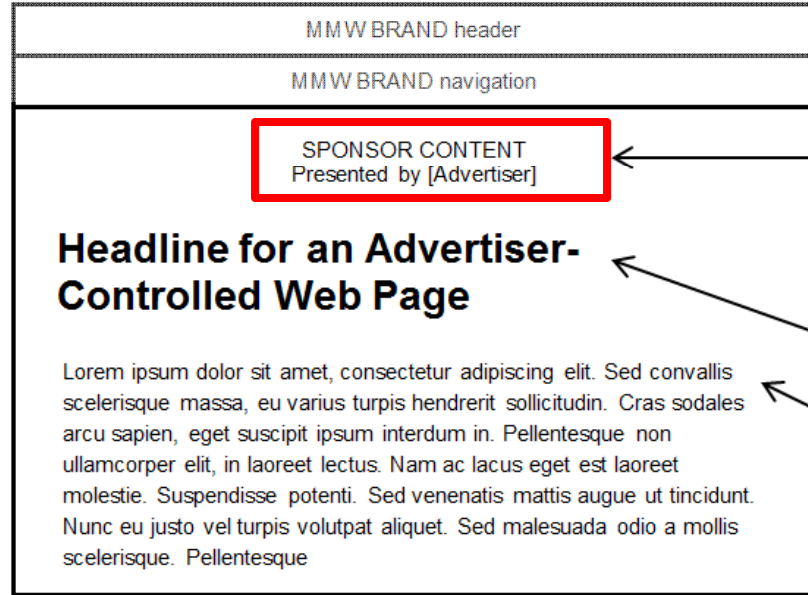 MMW BRAND header
MMW BRAND navigation
SPONSOR CONTENT
Presented by [Advertiser]
Headline for an Advertiser-
Controlled Web Page
Lorem ipsum dolor sit amet, consectetur adipiscing elit. Sed convallis
scelerisque massa, eu varius turpis hendrerit sollicitudin. Cras sodales
arcu sapien, eget suscipit ipsum interdum in. Pellentesque non
ullamcorper elit, in laoreet lectus. Nam ac lacus eget est laoreet
molestie. Suspendisse potenti. Sed venenatis mattis augue ut tincidunt.
Nunc eu justo vel turpis volutpat aliquet. Sed malesuada odio a mollis
scelerisque. Pellentesque